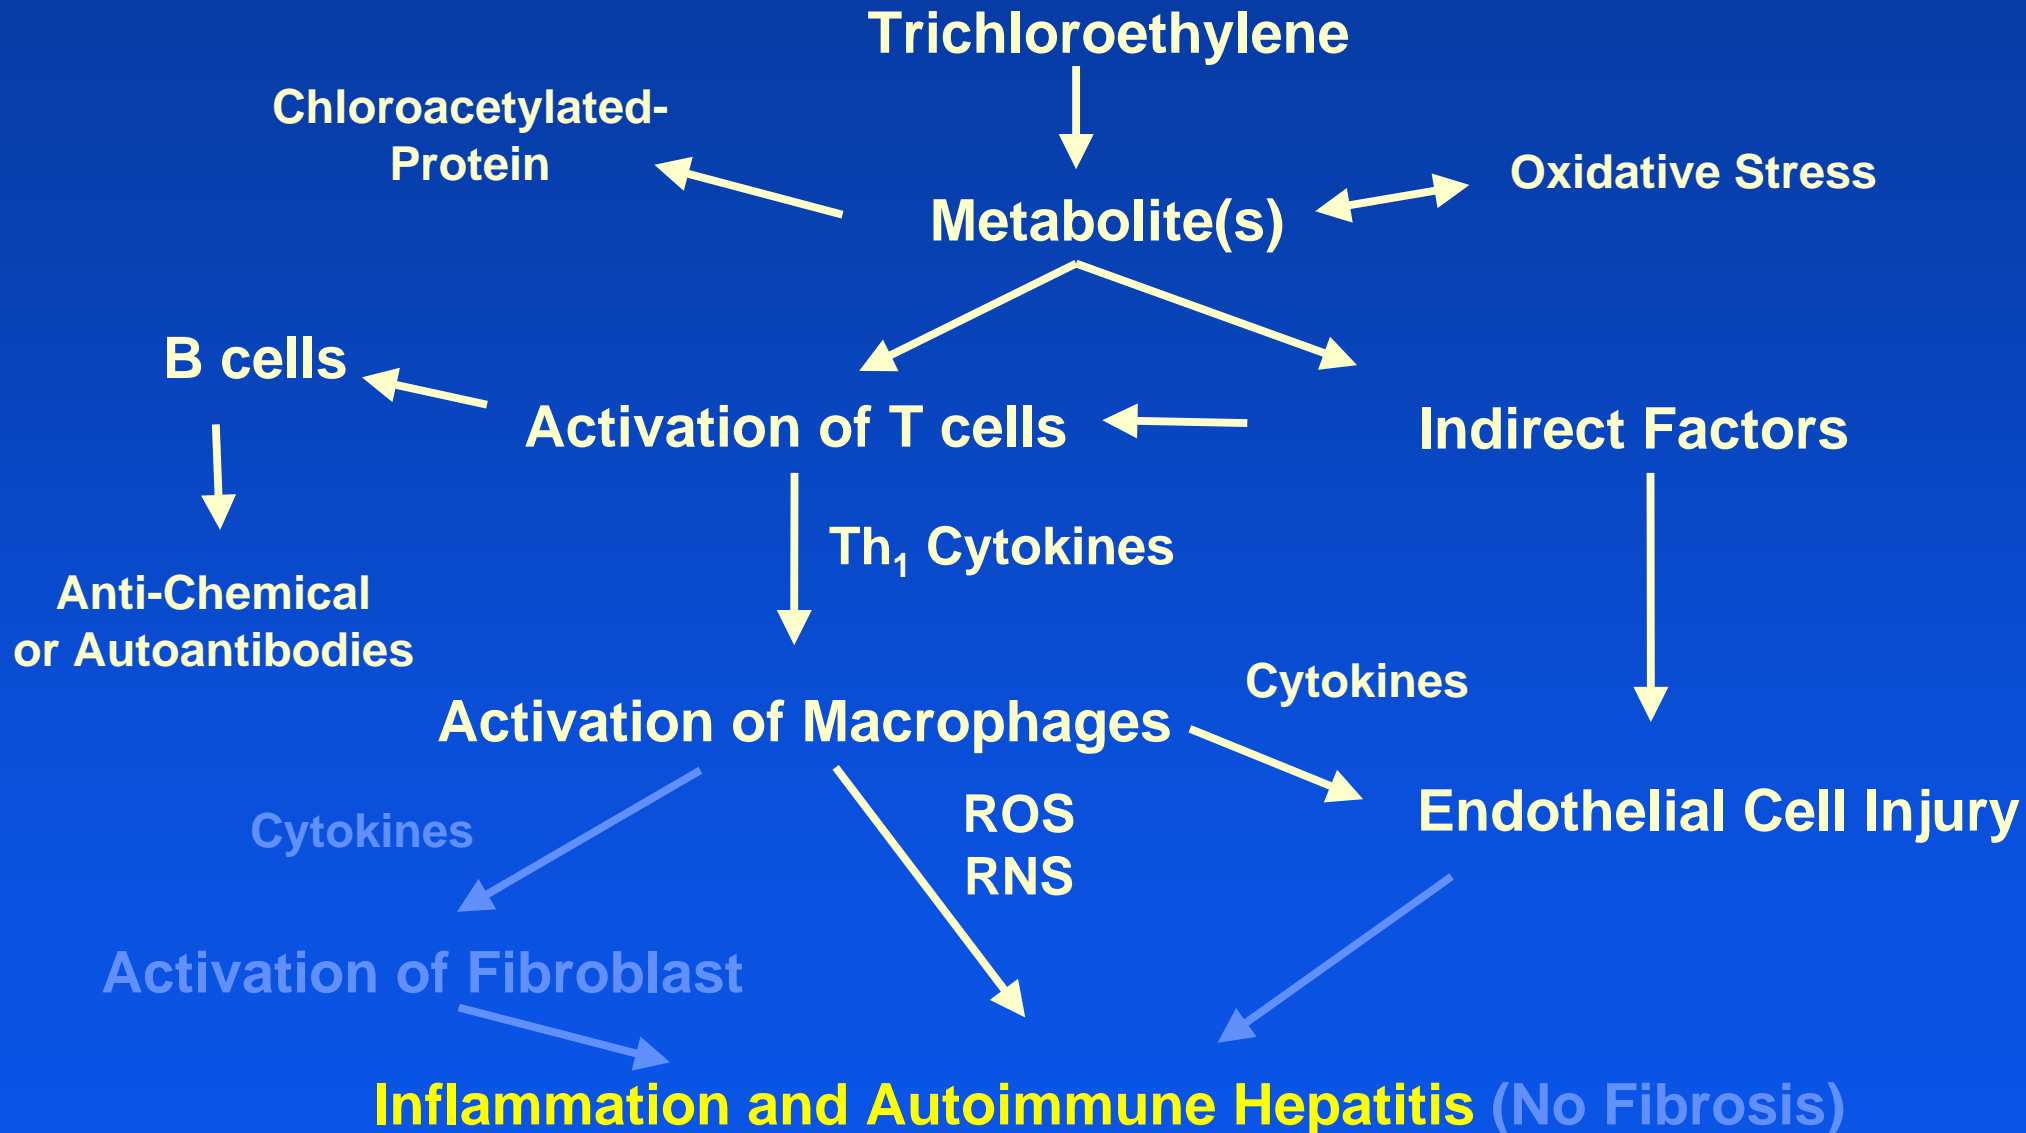 Trichloroethylene
Chloroacetylated-
Protein
Oxidative Stress
Metabolite(s)
B cells
Activation of T cells
Indirect Factors
Th₁ Cytokines
Anti-Chemical
or Autoantibodies
Cytokines
Activation of Macrophages
Cytokines
ROS
RNS
Endothelial Cell Injury
Activation of Fibroblast
Inflammation and Autoimmune Hepatitis (No Fibrosis)